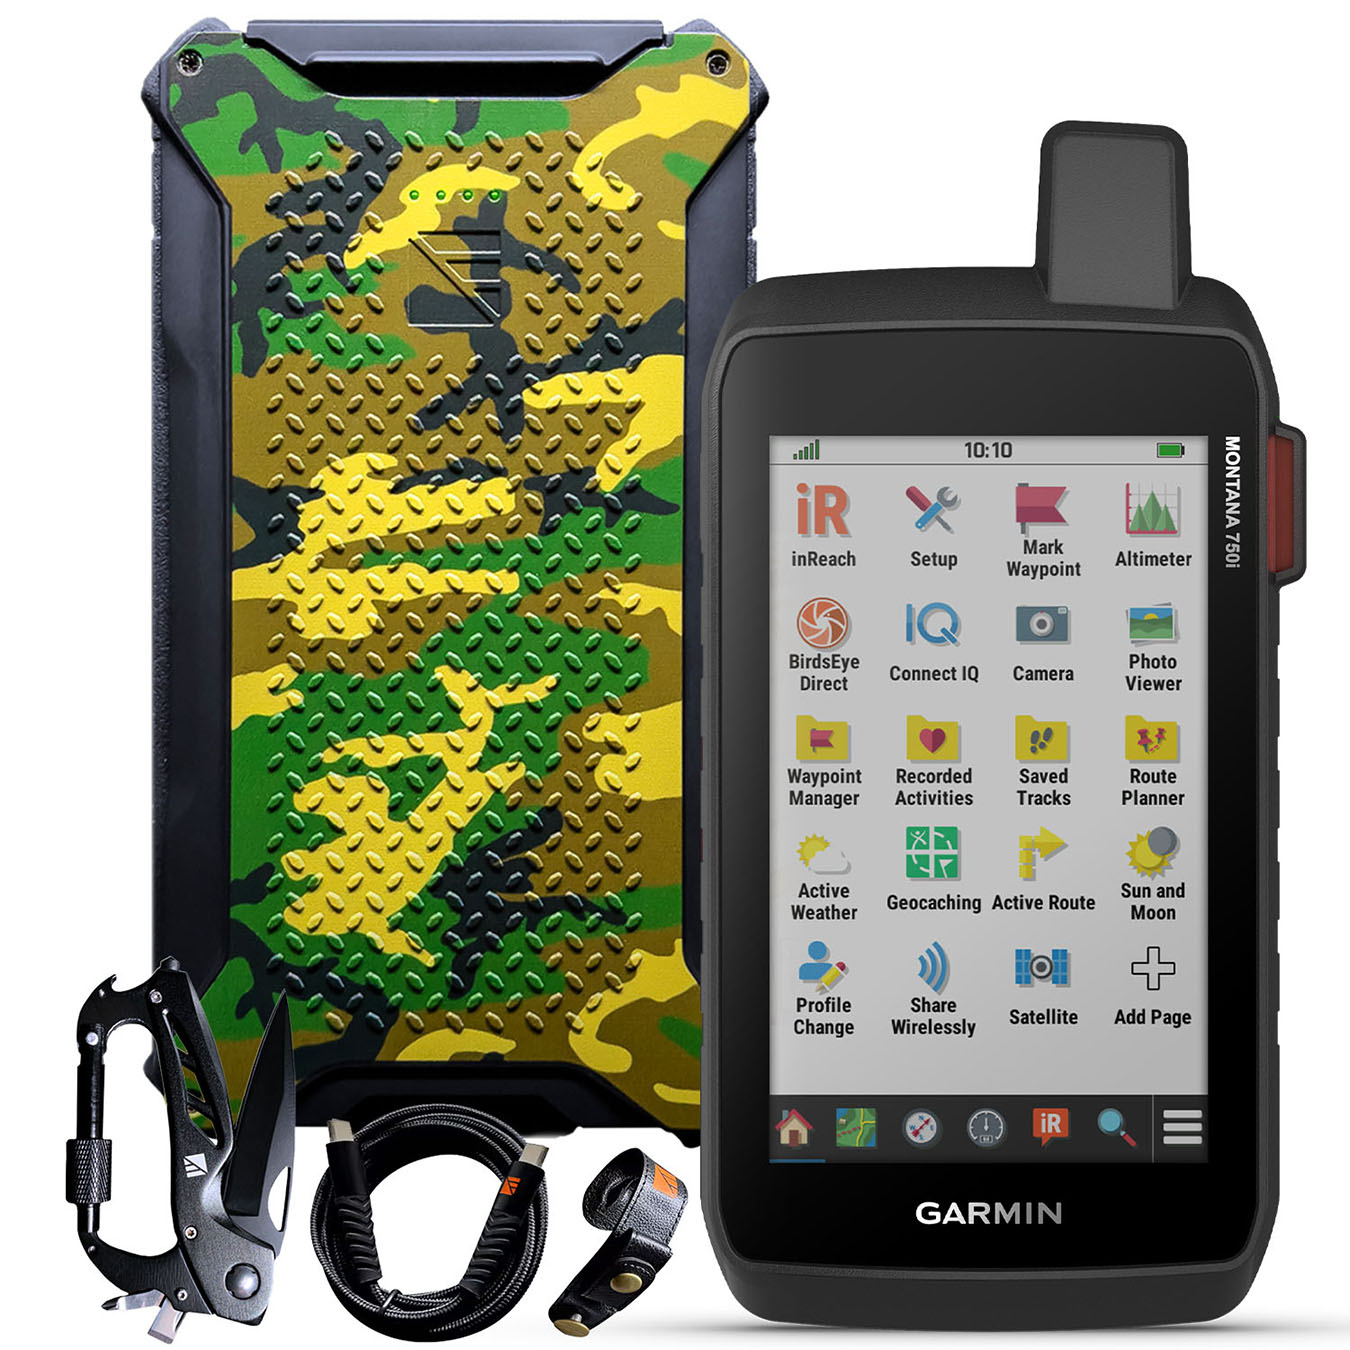 10:10
inReach
Setup
Mark
Waypoint
Altimeter
BirdsEye
Direct
Connect IQ
Camera
Photo
Viewer
Waypoint
Manager
Recorded
Activities
Saved
Tracks
Route
Planner
Active
Weather
Geocaching
Active Route
Sun and
Moon
Profile
Change
Share
Wirelessly
Satellite
Add Page
iR
IQ
iR
MONTANA 750i
GARMIN